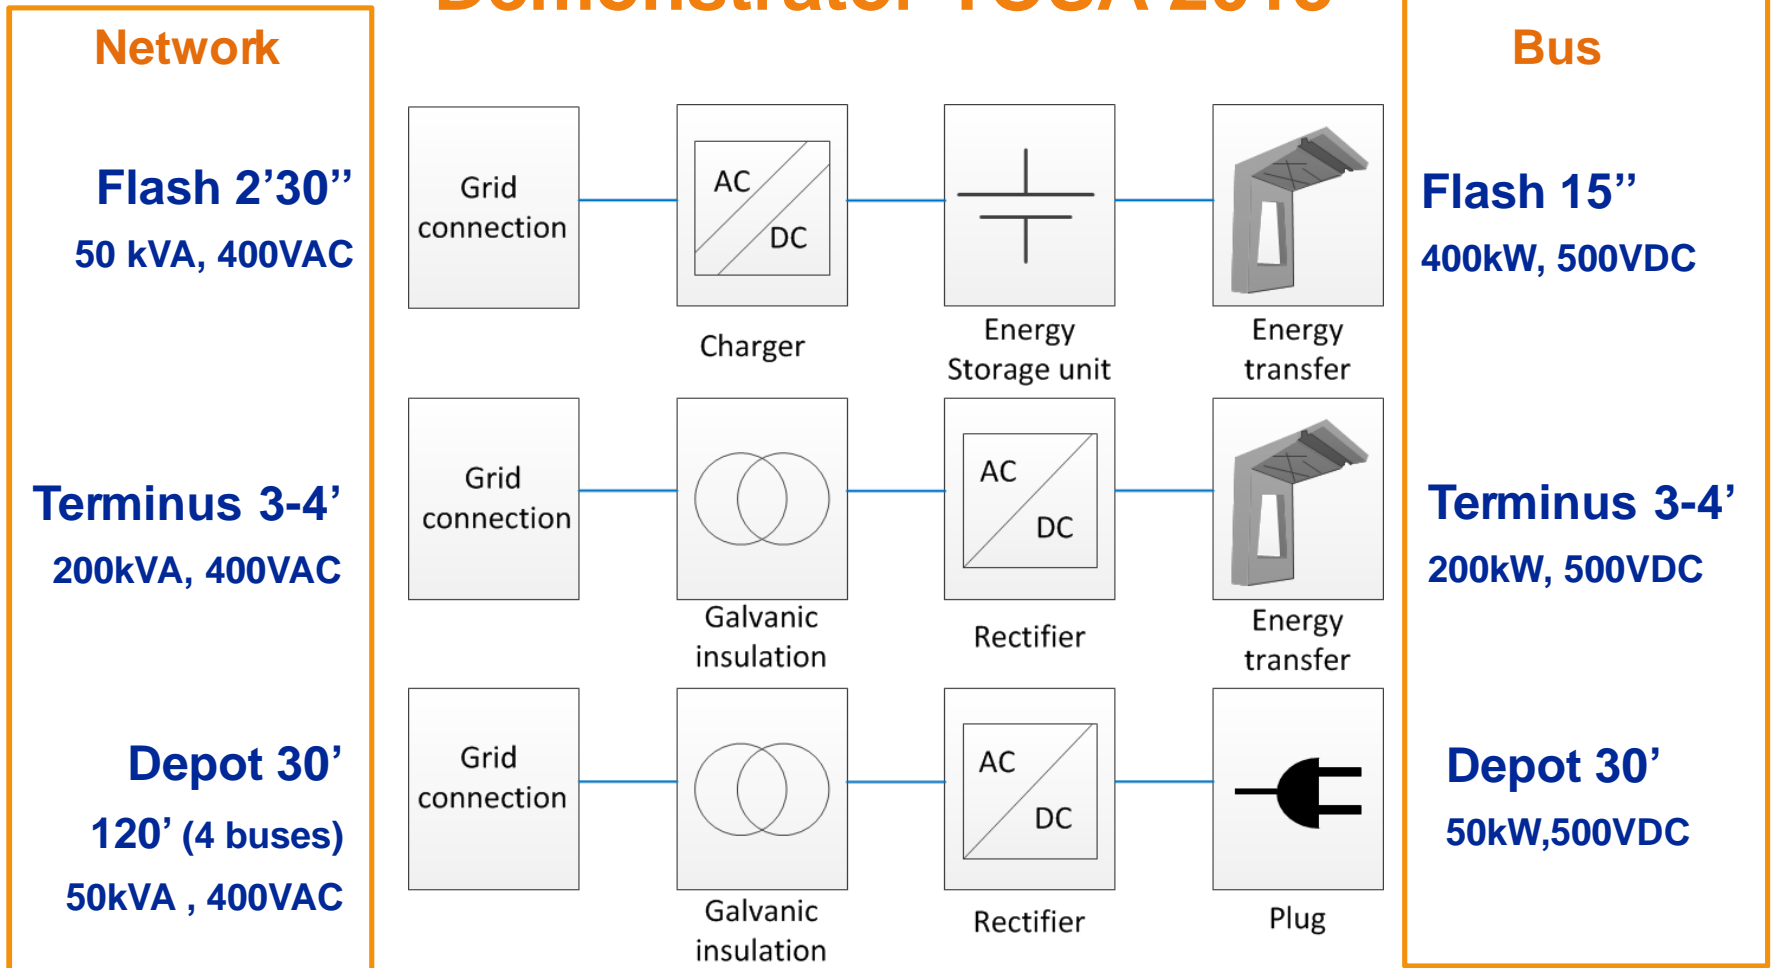 Demonstrator TOSA 2013
Network
Bus
Flash 2’30’’
50 kVA, 400VAC
Grid
connection
AC
DC
Charger
Energy
Storage unit
Energy
transfer
Flash 15’’
400kW, 500VDC
Terminus 3-4’
200kVA, 400VAC
Grid
connection
Galvanic
insulation
AC
DC
Rectifier
Energy
transfer
Terminus 3-4’
200kW, 500VDC
Depot 30’
120’ (4 buses)
50kVA , 400VAC
Grid
connection
Galvanic
insulation
AC
DC
Rectifier
Plug
Depot 30’
50kW,500VDC